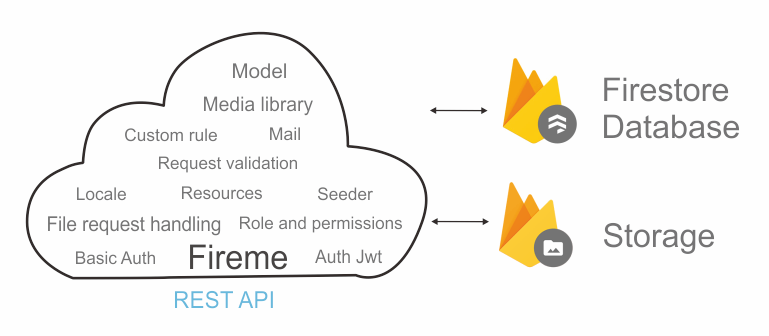 Model
Media library
Custom rule
Mail
Request validation
Locale
Resources
Seeder
File request handling
Role and permissions
Basic Auth
Fireme
Auth Jwt
REST API
Firestore
Database
Storage